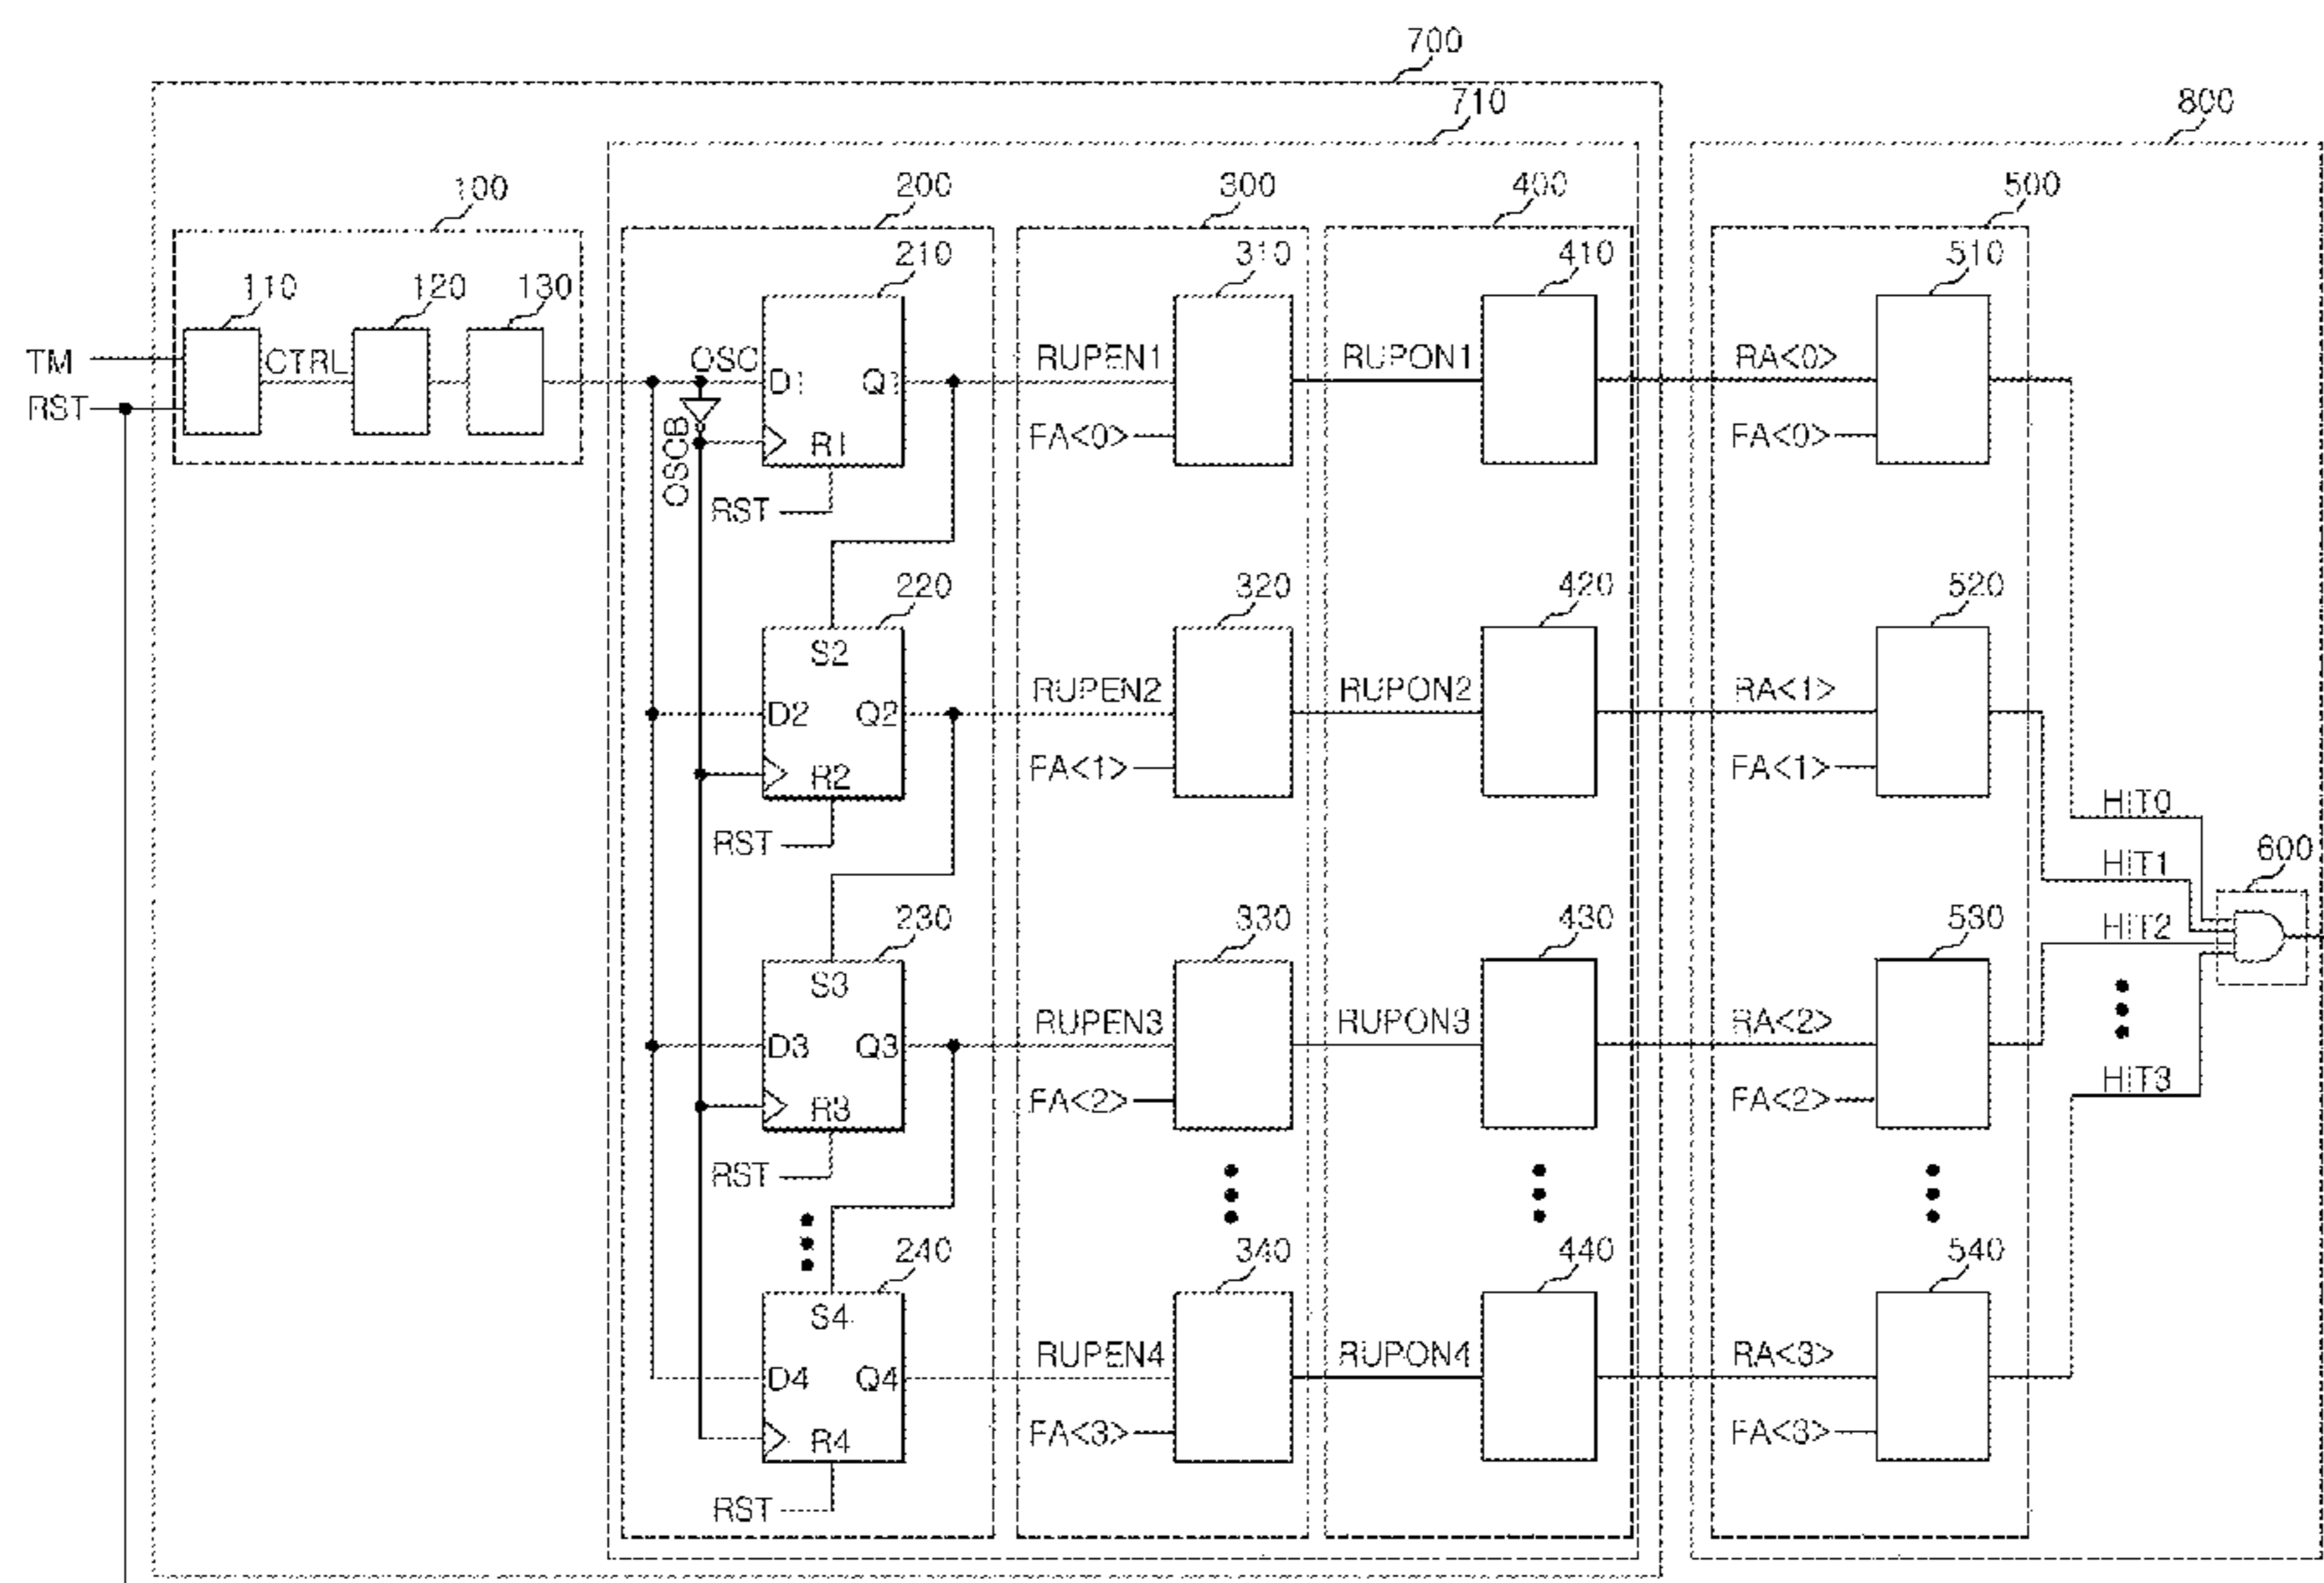 700
710
800
100
200
300
400
500
110
120
130
210
310
410
510
TM
CTRL
OSC
D1
Q1
RUPEN1
RUPON1
RA<0>
RST
OSCB
R1
FA<0>
FA<0>
RST
220
320
420
520
S2
RUPEN2
RUPON2
RA<1>
D2
Q2
R2
FA<1>
FA<1>
RST
HIT0
HIT1
600
230
330
430
530
HIT2
S3
RUPEN3
RUPON3
RA<2>
D3
Q3
R3
FA<2>
FA<2>
HIT3
RST
240
340
440
540
S4
RUPEN4
RUPON4
RA<3>
D4
Q4
R4
FA<3>
FA<3>
RST